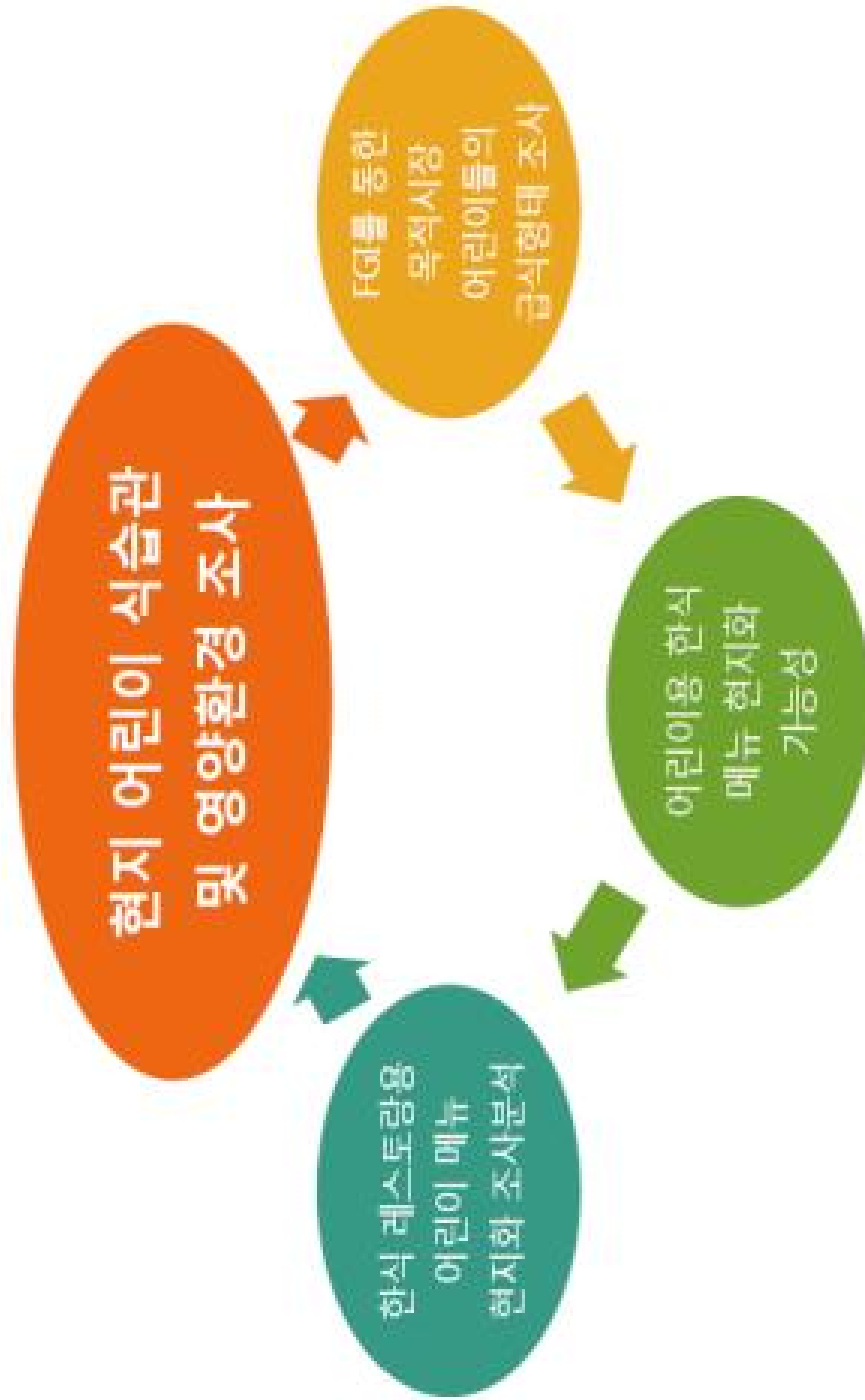 현지 어린이 식습관
및 영양환경 조사
FGI를 통한
목적시장
어린이들의
급식형태 조사
어린이용 한식
메뉴 현지화
가능성
한식 레스토랑용
어린이 메뉴
현지화 조사분석